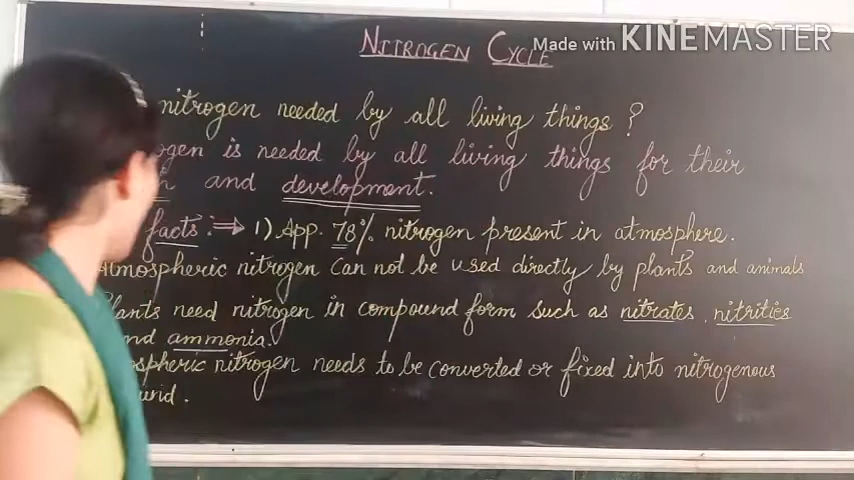 NITROGEN CYCLE
Made with KINEMASTER
nitrogen needed by all living things ?
is needed by all living things for their
and development.
facts :⇒ 1) App. 78% nitrogen present in atmosphere.
Atmospheric nitrogen can not be used directly by plants and animals
Plants need nitrogen in compound form such as nitrates, nitrities
and ammonia.
nitrogen needs to be converted or fixed into nitrogenous